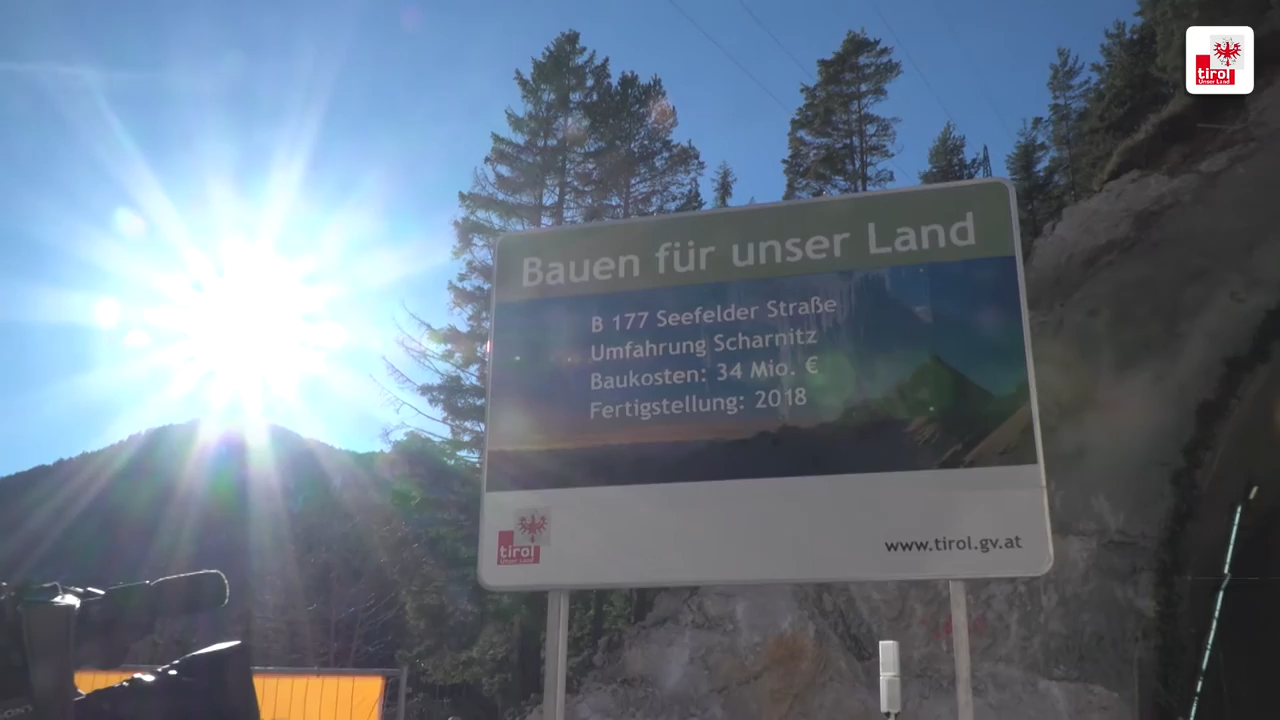 tirol
Unser Land
Bauen für unser Land
B 177 Seefelder Straße
Umfahrung Scharnitz
Baukosten: 34 Mio. €
Fertigstellung: 2018
tirol
Unser Land
www.tirol.gv.at